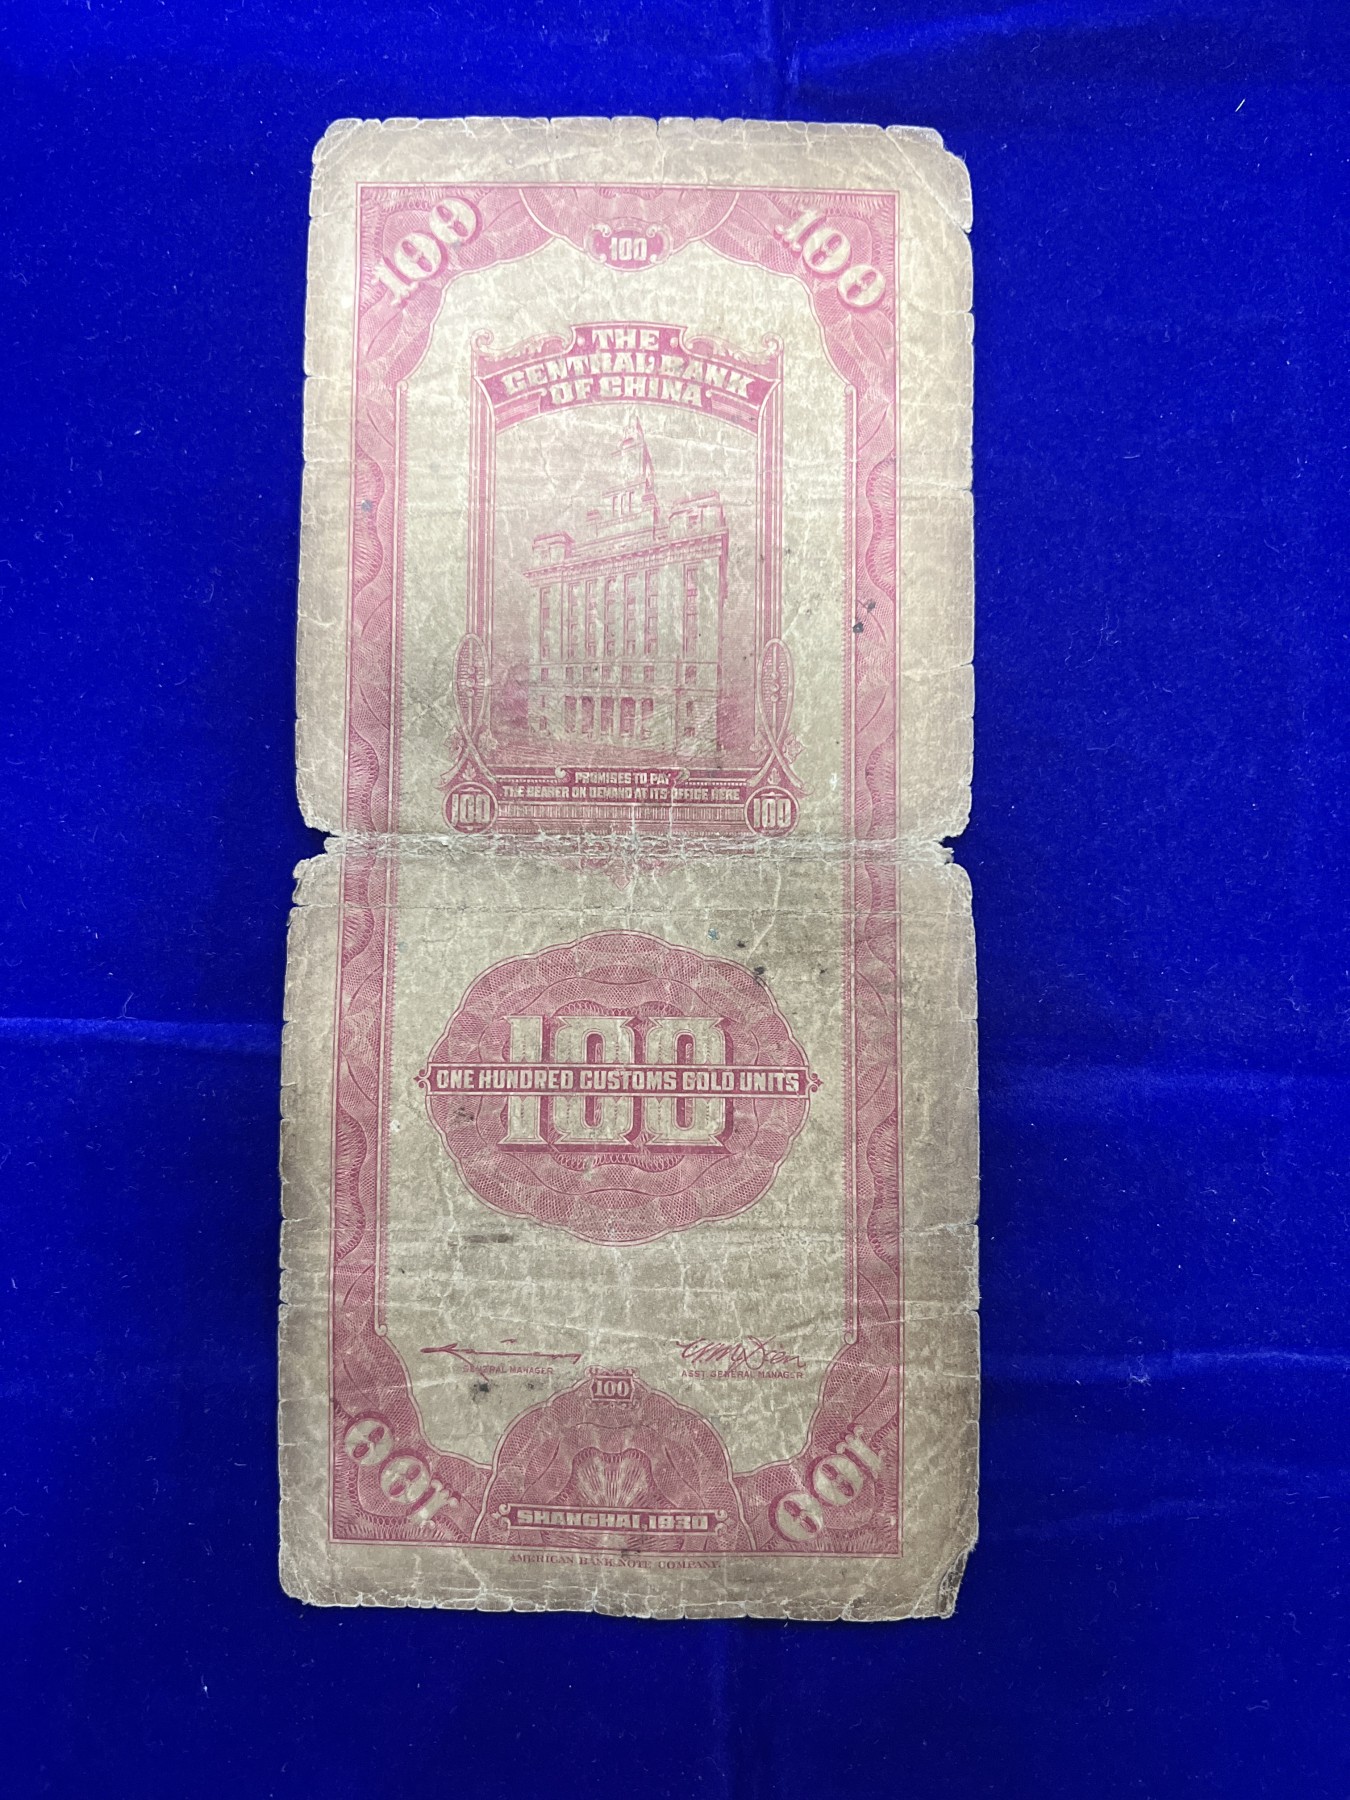 100
100
100
THE
CENTRAL BANK
OF CHINA
PROMISES TO PAY
THE BEARER ON DEMAND AT ITS OFFICE HERE
100
100
100
ONE HUNDRED CUSTOMS GOLD UNITS
GENERAL MANAGER
ASST GENERAL MANAGER
100
100
100
SHANGHAI, 1930
AMERICAN BANK NOTE COMPANY.